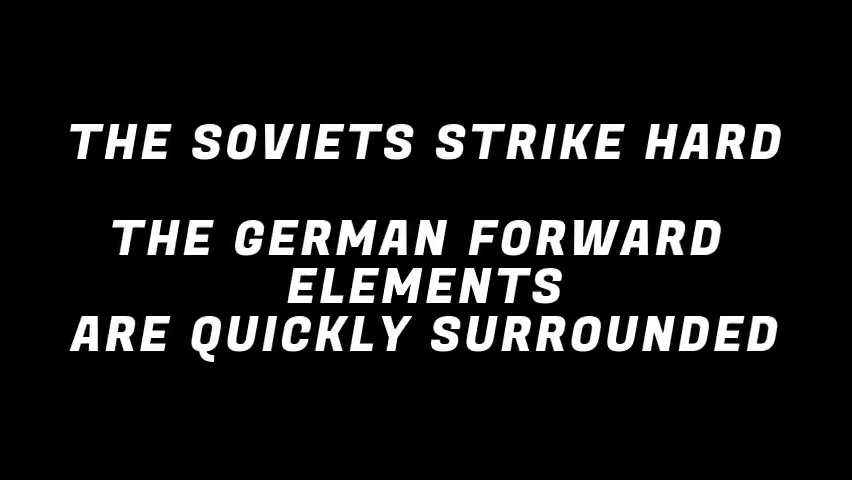 THE SOVIETS STRIKE HARD
THE GERMAN FORWARD
ELEMENTS
ARE QUICKLY SURROUNDED